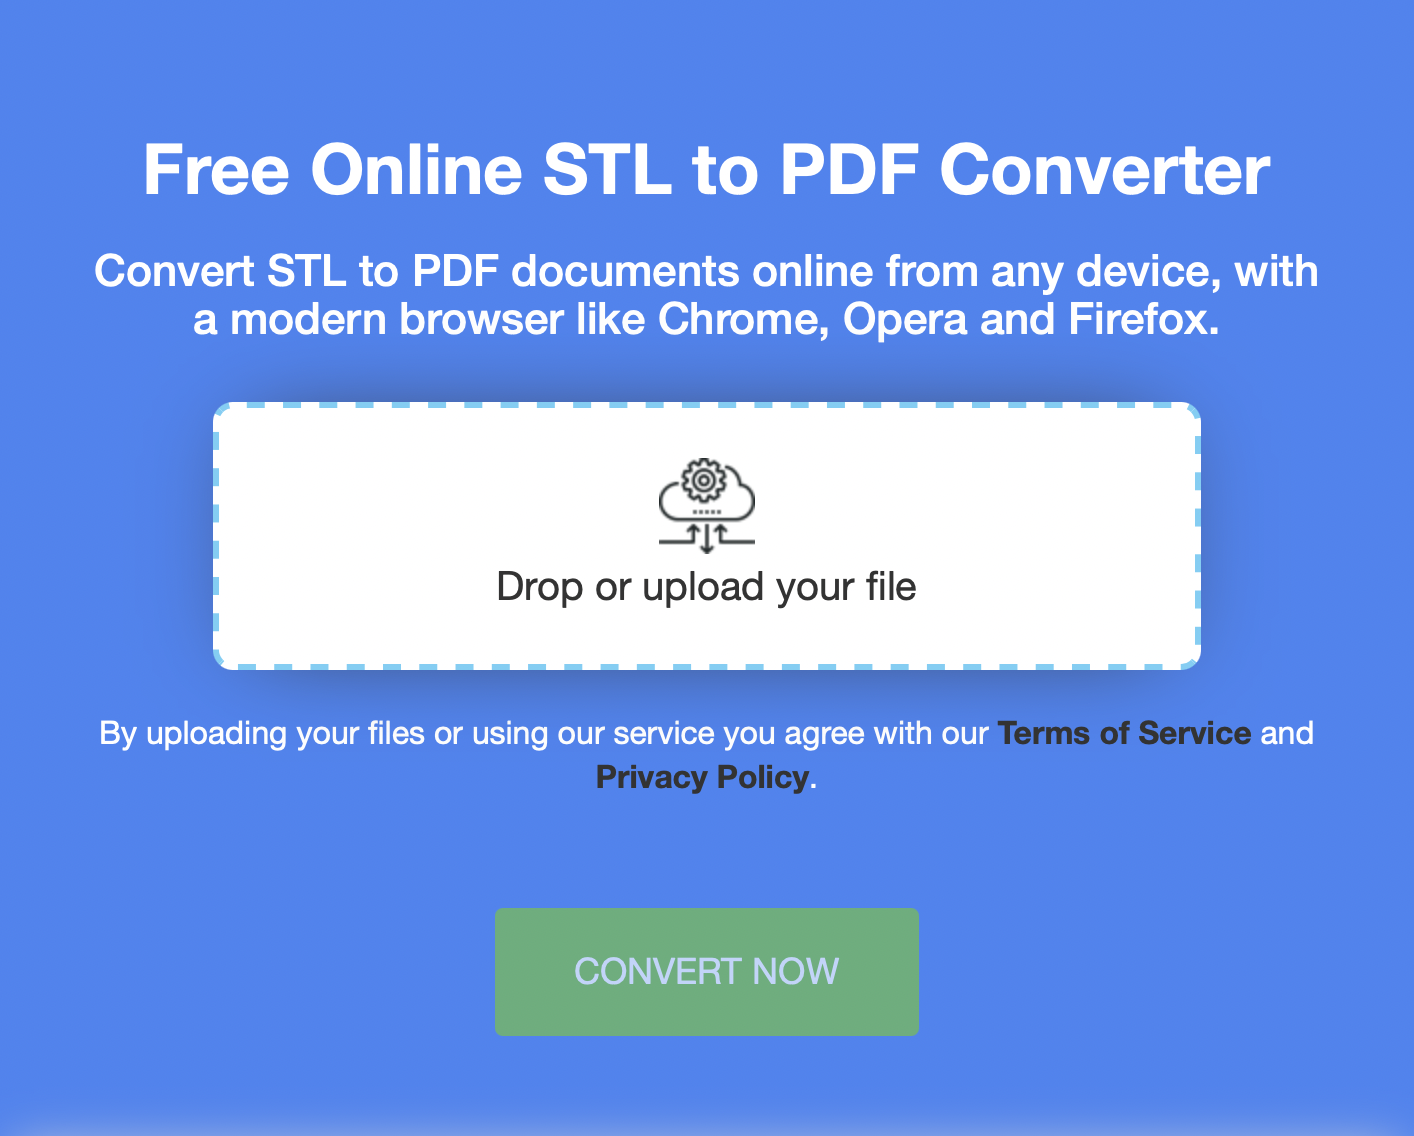 Free Online STL to PDF Converter
Convert STL to PDF documents online from any device, with
a modern browser like Chrome, Opera and Firefox.
Drop or upload your file
By uploading your files or using our service you agree with our Terms of Service and
Privacy Policy.
CONVERT NOW